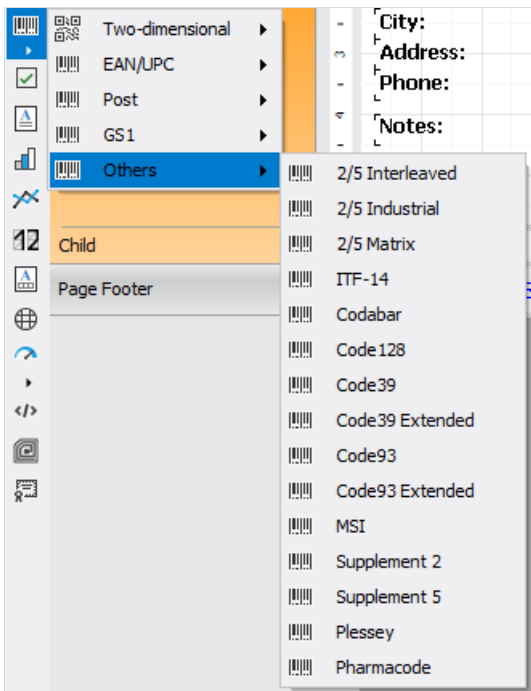 Two-dimensional
EAN/UPC
Post
GS1
Others
City:
Address:
Phone:
Notes:
3
4
12
Child
Page Footer
2/5 Interleaved
2/5 Industrial
2/5 Matrix
ITF-14
Codabar
Code128
Code39
Code39 Extended
Code93
Code93 Extended
MSI
Supplement 2
Supplement 5
Plessey
Pharmacode